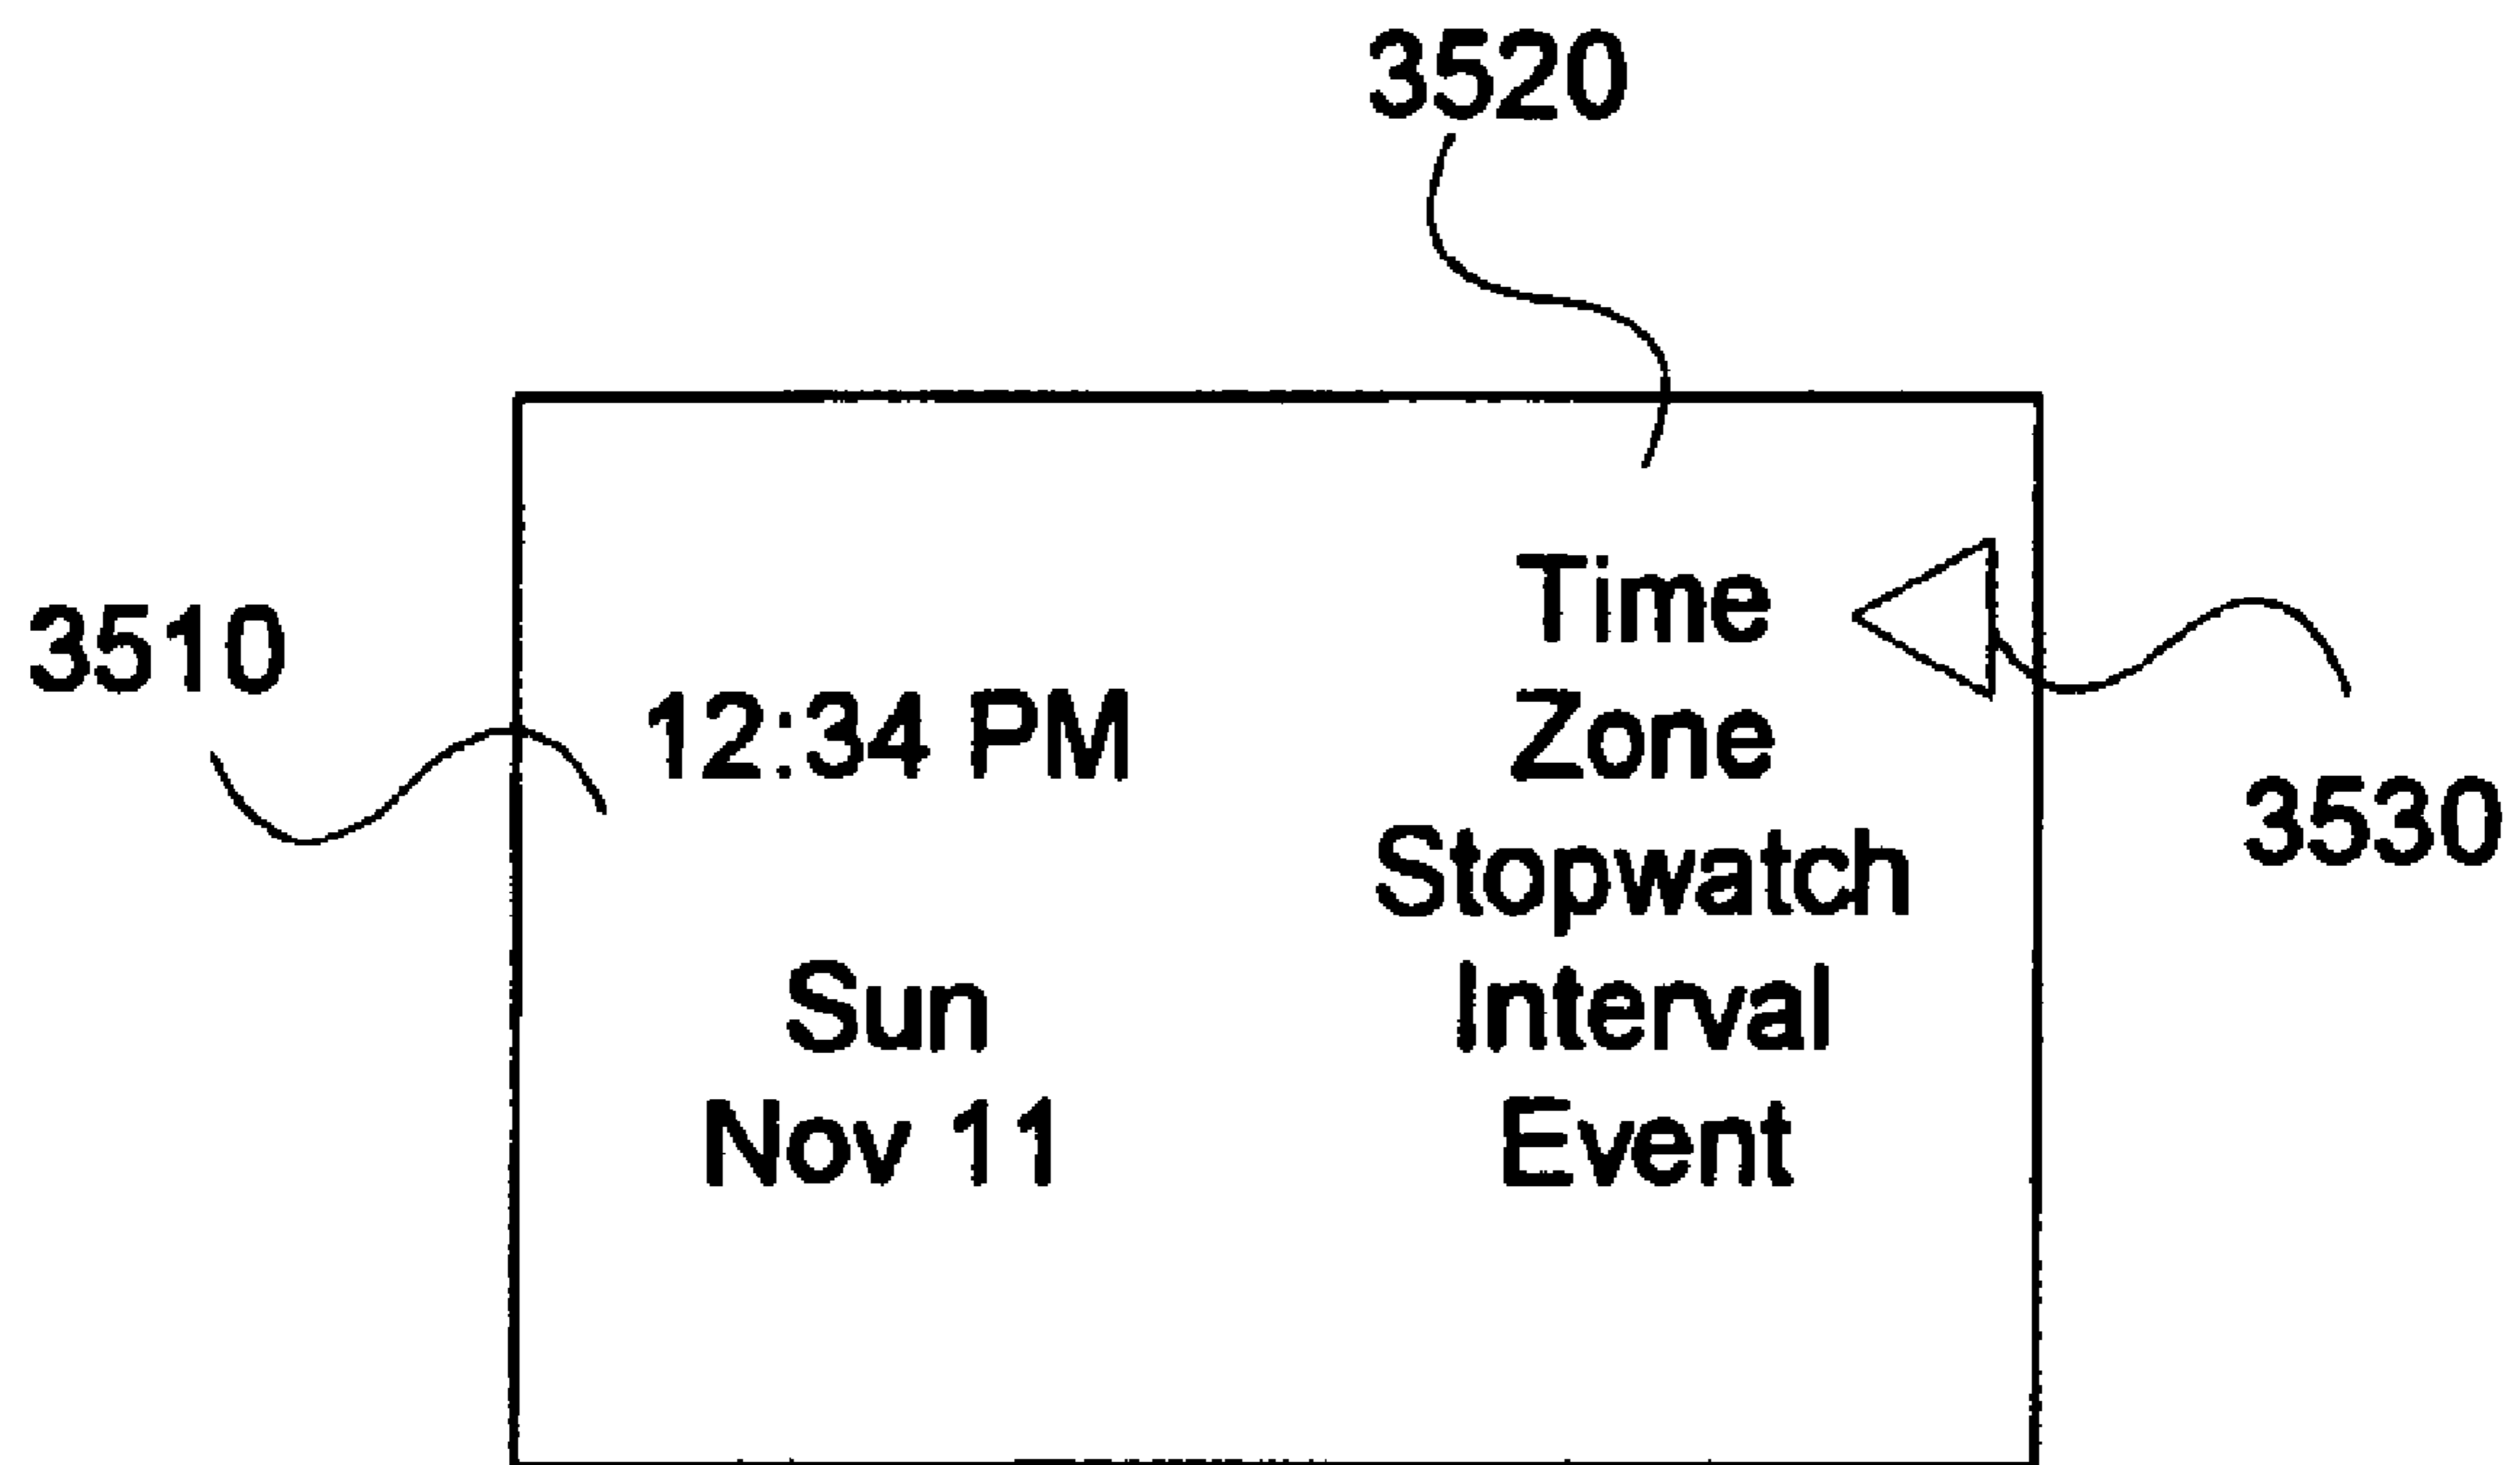 3520
3510
12:34 PM
Sun
Nov 11
Time
Zone
Stopwatch
Interval
Event
3530